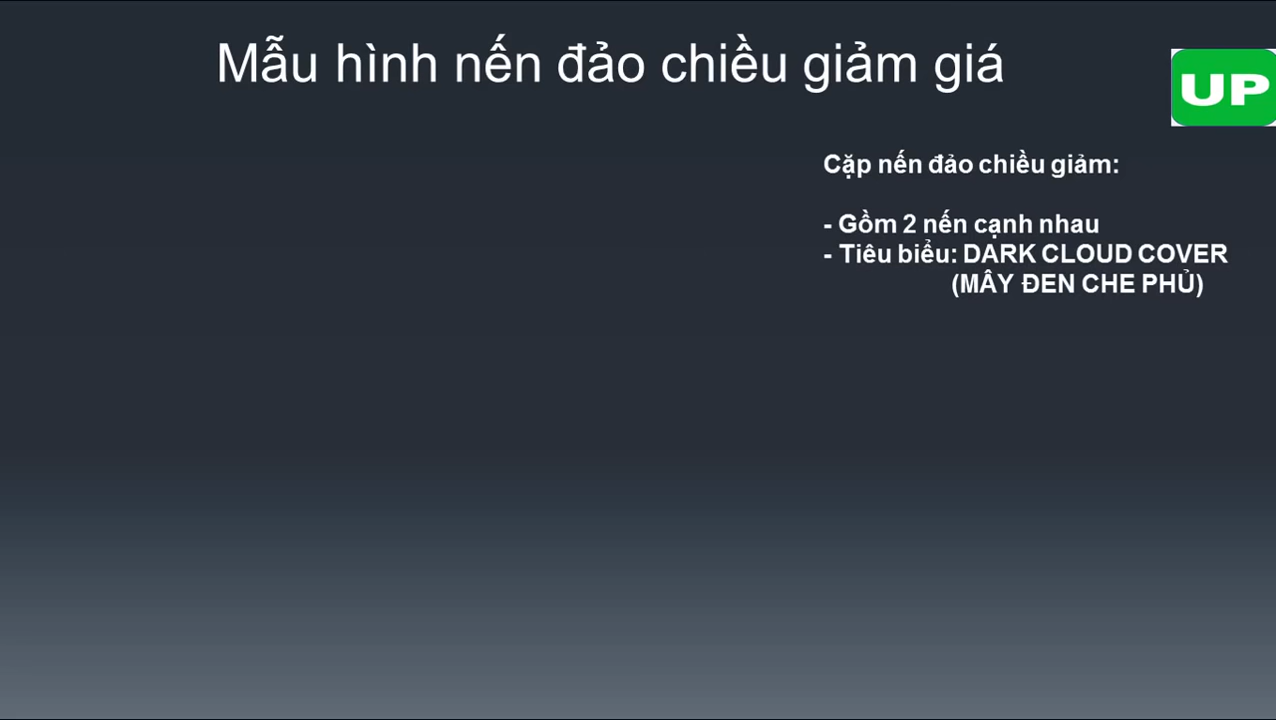 Mẫu hình nến đảo chiều giảm giá
UP
Cặp nến đảo chiều giảm:
- Gồm 2 nến cạnh nhau
- Tiêu biểu: DARK CLOUD COVER
(MÂY ĐEN CHE PHỦ)